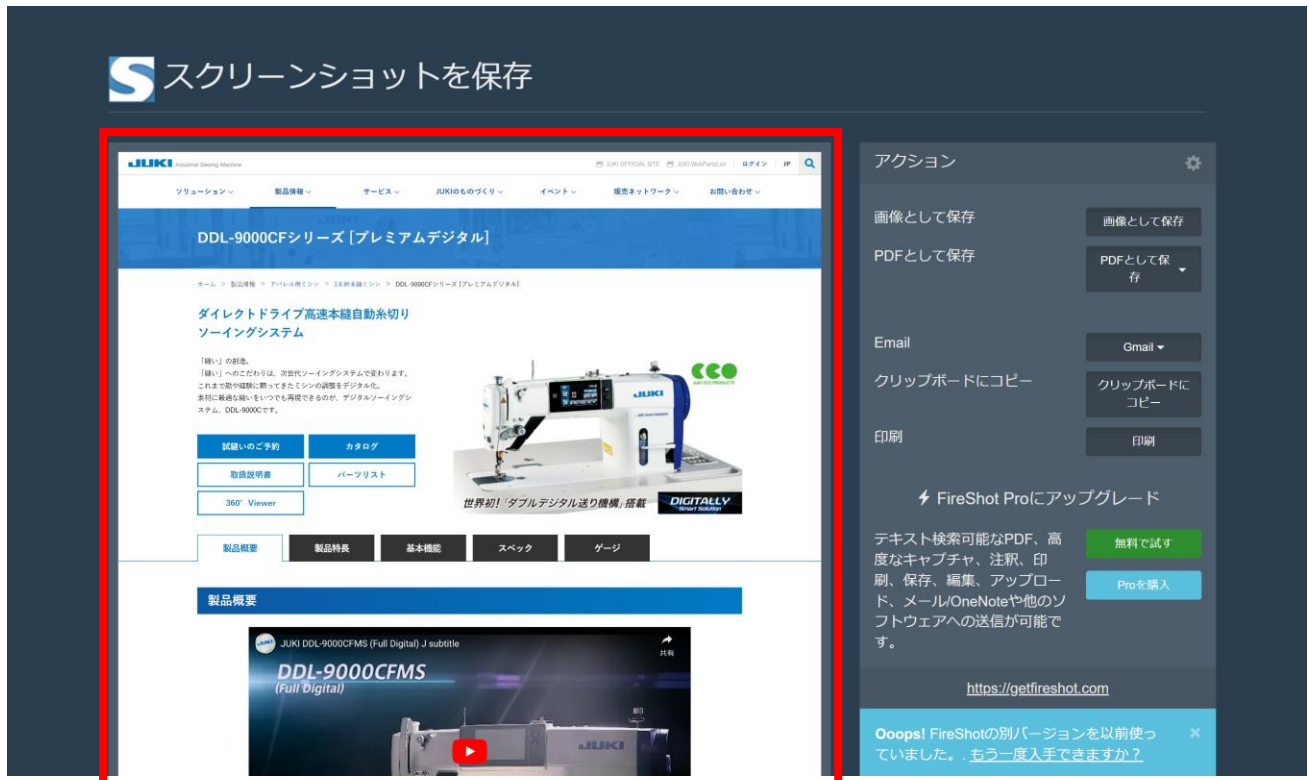 スクリーンショットを保存
JUKI Industrial Sewing Machine
JUKI OFFICIAL SITE JUKI WebPartsList ログイン JP
ソリューション 製品情報 サービス JUKIのものづくり イベント 販売ネットワーク お問い合わせ
DDL-9000CFシリーズ [プレミアムデジタル]
ホーム > 製品情報 > アパレル用ミシン > 1本針本縫ミシン > DDL-9000CFシリーズ [プレミアムデジタル]
ダイレクトドライブ高速本縫自動糸切り
ソーイングシステム
「縫い」の創造。
「縫い」へのこだわりは、次世代ソーイングシステムで変わります。
これまで勘や経験に頼ってきたミシンの調整をデジタル化。
素材に最適な縫いをいつでも再現できるのが、デジタルソーイングシ
ステム、DDL-9000Cです。
試縫いのご予約 カタログ
取扱説明書 パーツリスト
360° Viewer
JUKI
JUKI ECO PRODUCTS
世界初!「ダブルデジタル送り機構」搭載
DIGITALLY
Smart Solution
製品概要 製品特長 基本機能 スペック ゲージ
製品概要
JUKI DDL-9000CFMS (Full Digital) J subtitle
共有
DDL-9000CFMS
(Full Digital)
JUKI
アクション
画像として保存 画像として保存
PDFとして保存 PDFとして保
存
Email Gmail
クリップボードにコピー クリップボードに
コピー
印刷 印刷
FireShot Proにアップグレード
テキスト検索可能なPDF、高
度なキャプチャ、注釈、印
刷、保存、編集、アップロー
ド、メール/OneNoteや他のソ
フトウェアへの送信が可能で
す。
無料で試す
Proを購入
https://getfireshot.com
Ooops! FireShotの別バージョンを以前使っ ×
ていました。. もう一度入手できますか？